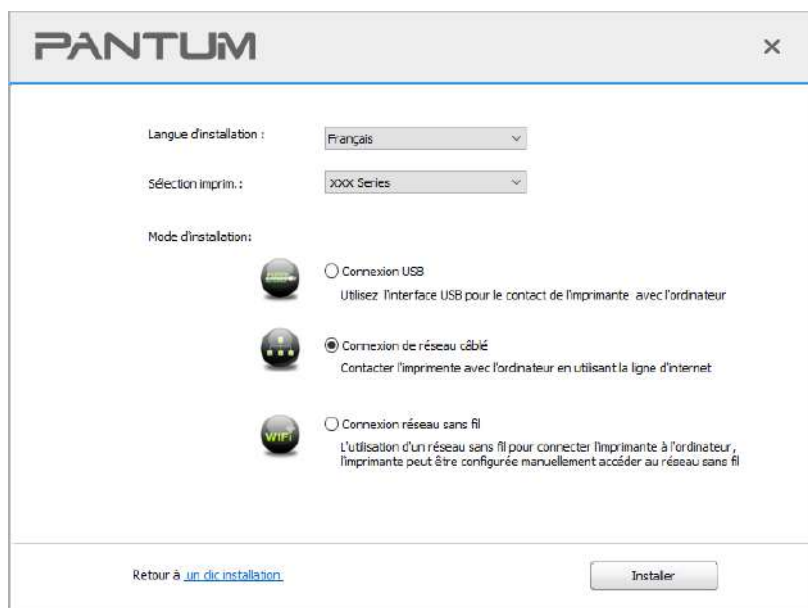 PANTUM
Langue d'installation :
Français
Sélection imprim. :
xxx Series
Mode d'installation:
Connexion USB
Utilisez l'interface USB pour le contact de l'imprimante avec l'ordinateur
Connexion de réseau câblé
Contacter l'imprimente avec l'ordinateur en utilisant la ligne d'internet
WiFi
Connexion réseau sans fil
L'utilisation d'un réseau sans fil pour connecter l'imprimante à l'ordinateur,
l'imprimante peut être configurée manuellement accéder au réseau sans fil
Retour à un clic installation
Installer